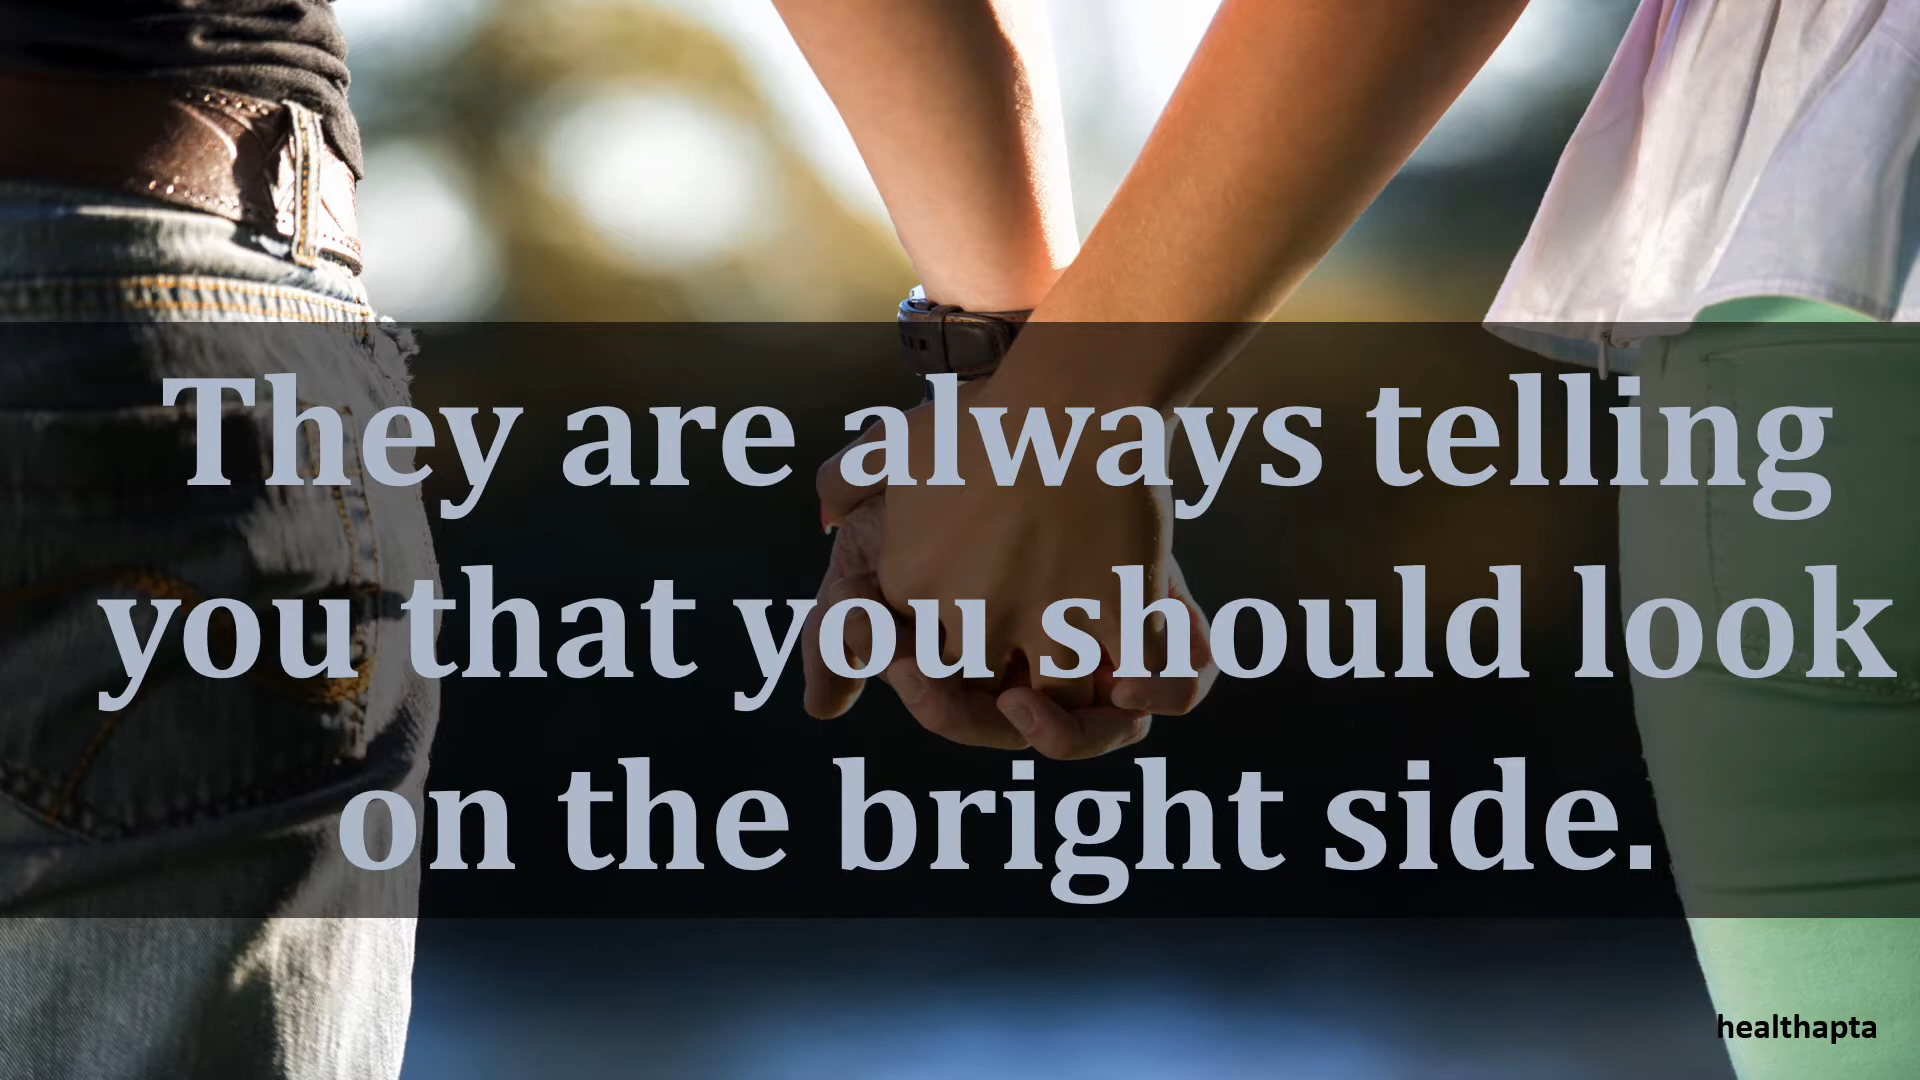 They are always telling
you that you should look
on the bright side.
healthapta